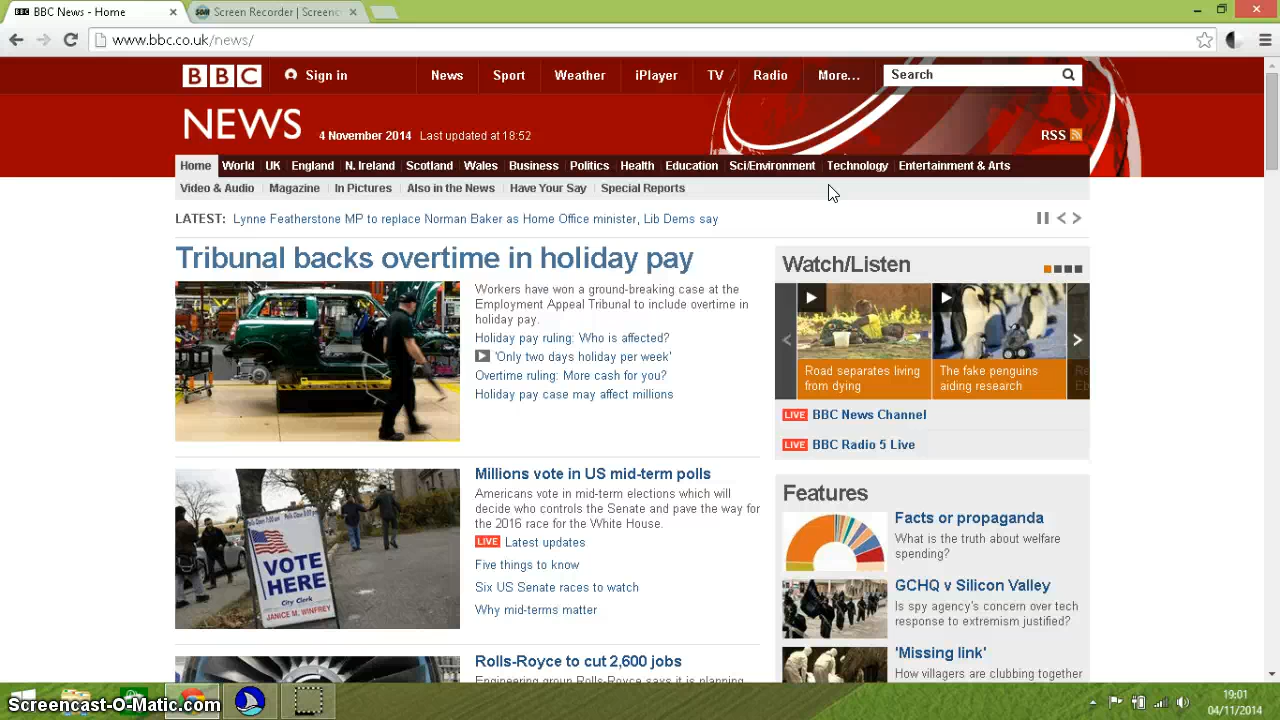 BBC News - Home
Screen Recorder | Screenc
www.bbc.co.uk/news/
BBC
Sign in
News
Sport
Weather
iPlayer
TV
Radio
More...
Search
NEWS
4 November 2014 Last updated at 18:52
RSS
Home World UK England N. Ireland Scotland Wales Business Politics Health Education Sci/Environment Technology Entertainment & Arts
Video & Audio Magazine In Pictures Also in the News Have Your Say Special Reports
LATEST: Lynne Featherstone MP to replace Norman Baker as Home Office minister, Lib Dems say
Tribunal backs overtime in holiday pay
Workers have won a ground-breaking case at the
Employment Appeal Tribunal to include overtime in
holiday pay.
Holiday pay ruling: Who is affected?
'Only two days holiday per week'
Overtime ruling: More cash for you?
Holiday pay case may affect millions
Millions vote in US mid-term polls
Americans vote in mid-term elections which will
decide who controls the Senate and pave the way for
the 2016 race for the White House.
LIVE Latest updates
Five things to know
Six US Senate races to watch
Why mid-terms matter
VOTE
HERE
City Clerk
JANICE M. WINFREY
Rolls-Royce to cut 2,600 jobs
Engineering group Rolls-Royce says it is planning
Watch/Listen
Road separates living
from dying
The fake penguins
aiding research
LIVE BBC News Channel
LIVE BBC Radio 5 Live
Features
Facts or propaganda
What is the truth about welfare
spending?
GCHQ v Silicon Valley
Is spy agency's concern over tech
response to extremism justified?
'Missing link'
How villagers are clubbing together
Screencast-O-Matic.com
19:01
04/11/2014